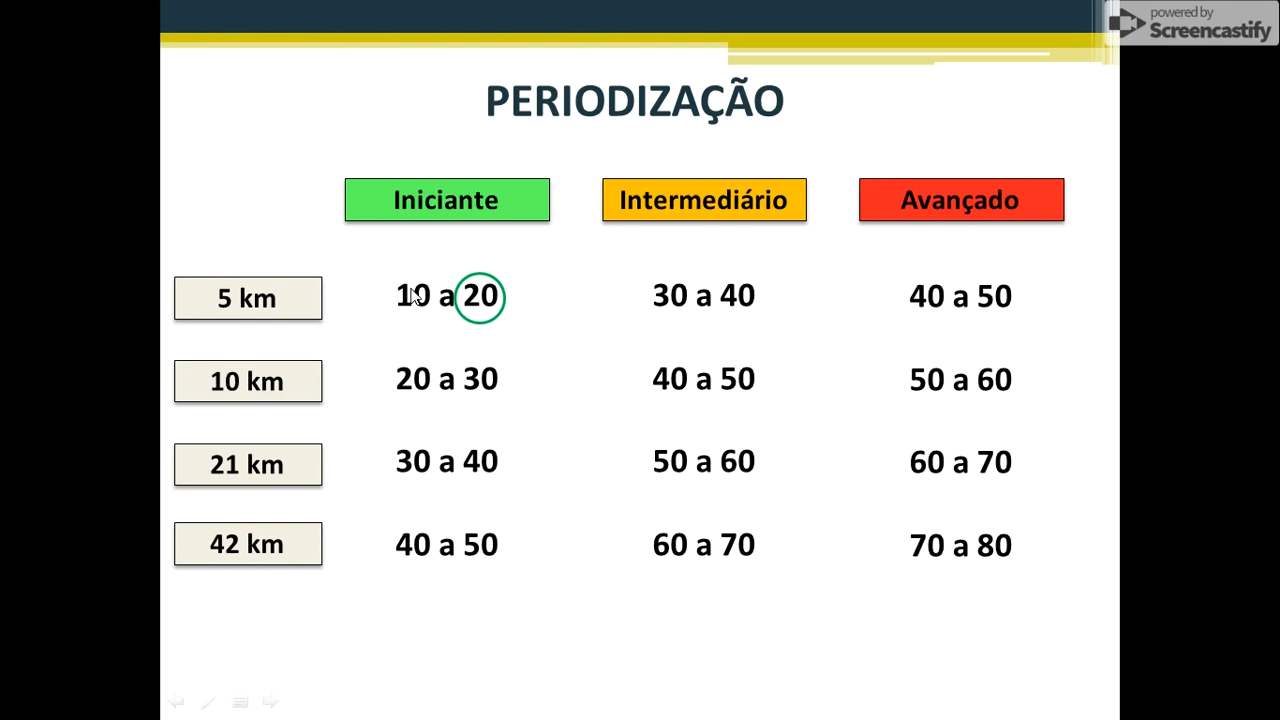 powered by
Screencastify
PERIODIZAÇÃO
Iniciante Intermediário Avançado
5 km 10 a 20 30 a 40 40 a 50
10 km 20 a 30 40 a 50 50 a 60
21 km 30 a 40 50 a 60 60 a 70
42 km 40 a 50 60 a 70 70 a 80